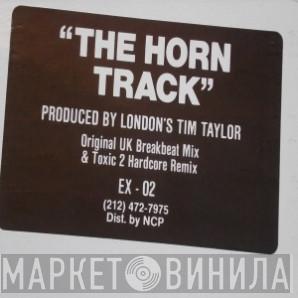 “THE HORN
TRACK”
PRODUCED BY LONDON'S TIM TAYLOR
Original UK Breakbeat Mix
& Toxic 2 Hardcore Remix
EX - 02
(212) 472-7975
Dist. by NCP
МАРКЕТ ВИНИЛА